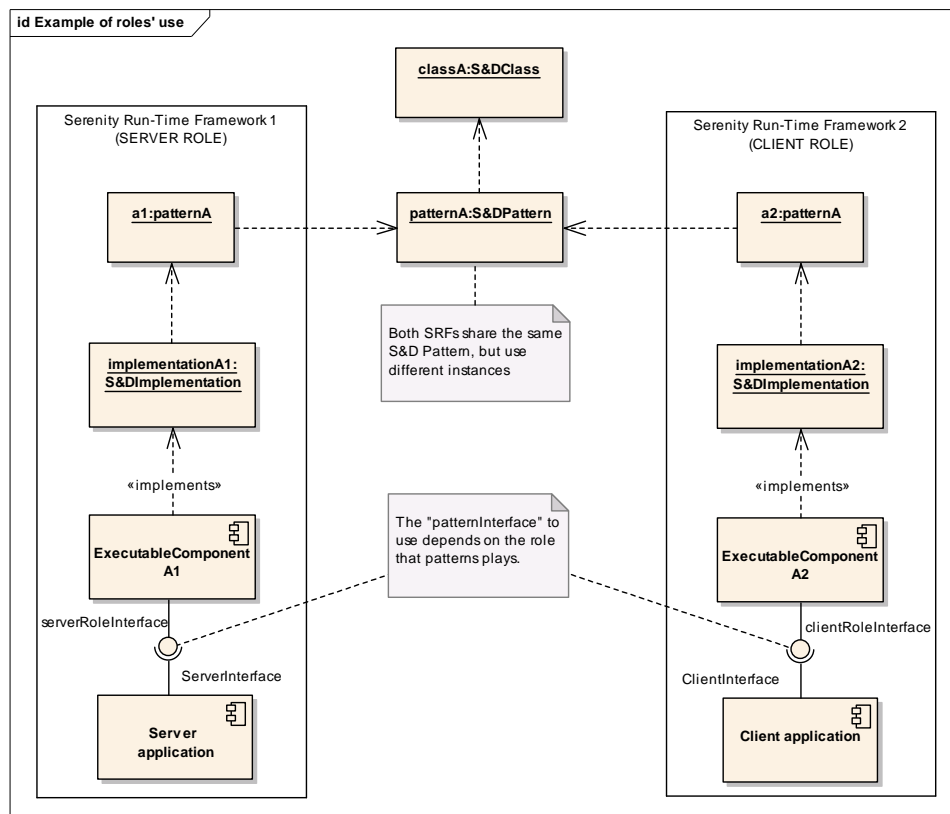 id Example of roles' use
classA:S&DClass
Serenity Run-Time Framework 1
(SERVER ROLE)
Serenity Run-Time Framework 2
(CLIENT ROLE)
a1:patternA
patternA:S&DPattern
a2:patternA
Both SRFs share the same
S&D Pattern, but use
different instances
implementationA1:
S&DImplementation
implementationA2:
S&DImplementation
«implements»
«implements»
The "patternInterface" to
use depends on the role
that patterns plays.
ExecutableComponent
A1
ExecutableComponent
A2
serverRoleInterface
clientRoleInterface
ServerInterface
ClientInterface
Server
application
Client application